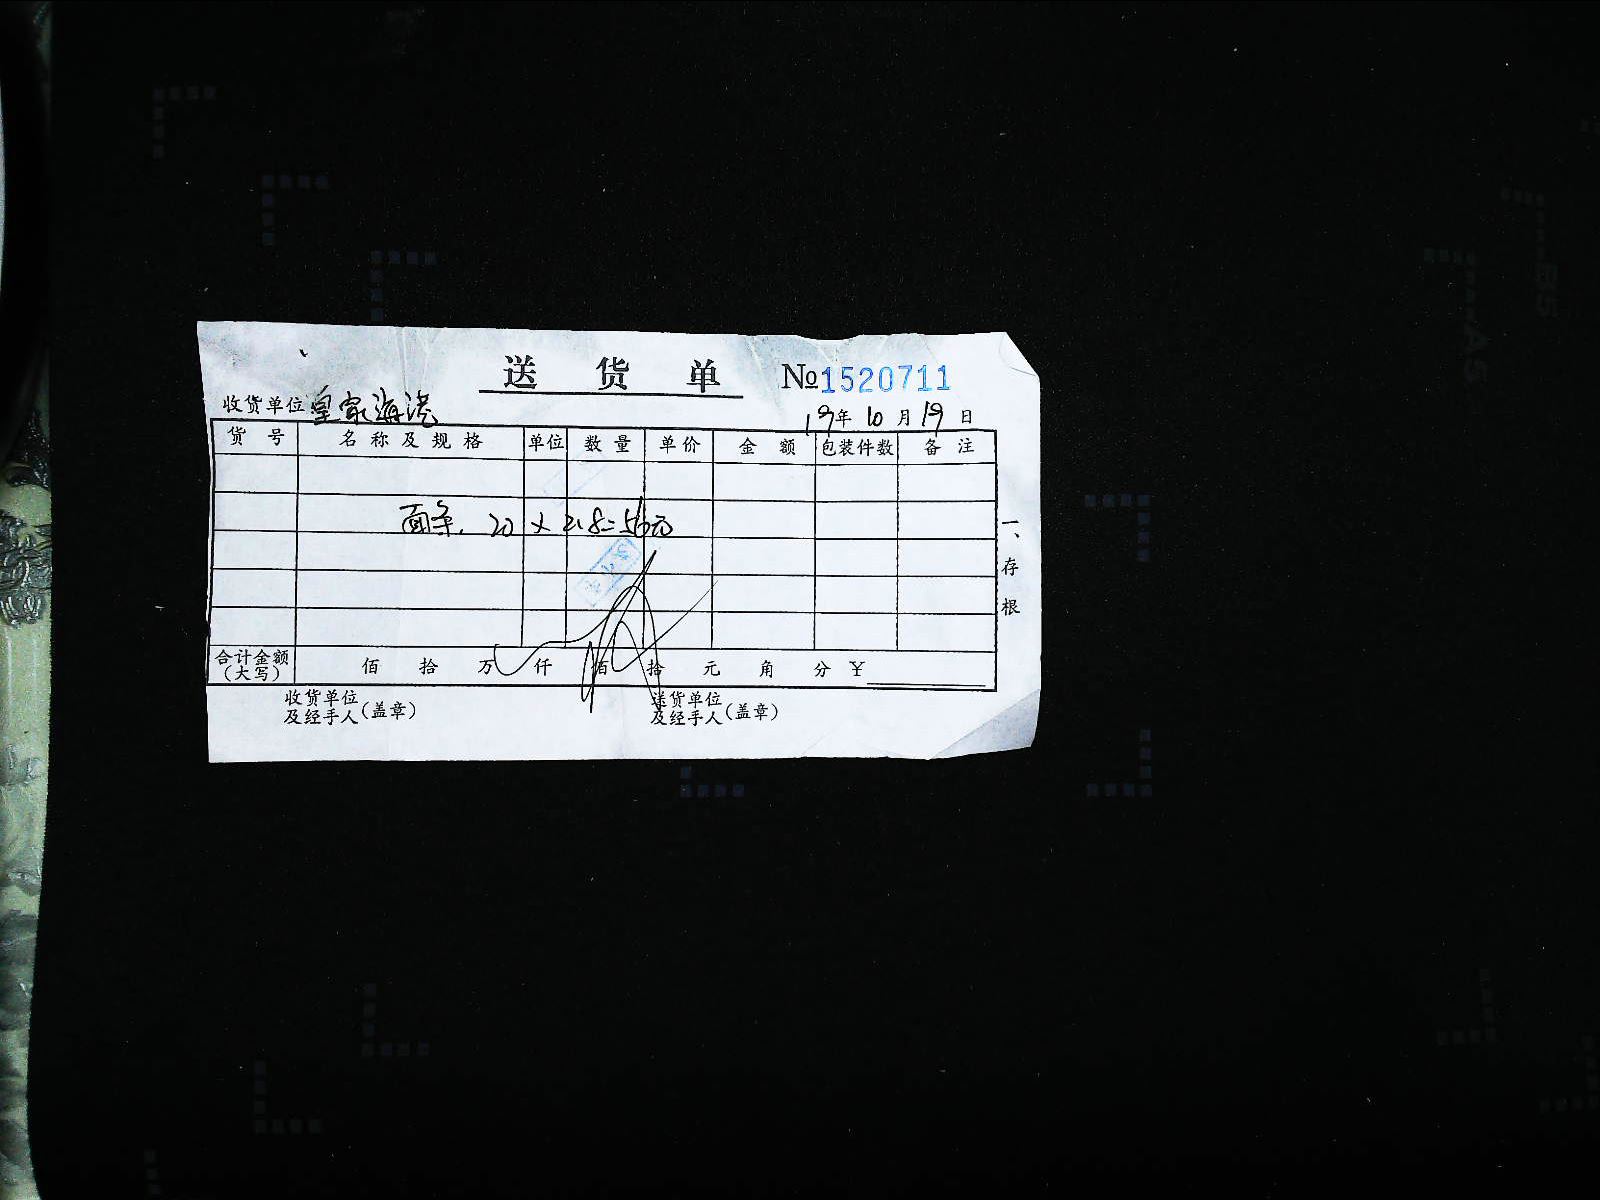 送货单 №1520711
收货单位 皇家海港 19年10月19日
货号 名称及规格 单位 数量 单价 金额 包装件数 备注
面条. 20 x 2.8=56元
一、存根
合计金额(大写) 佰 拾 万 仟 佰 拾 元 角 分 ¥
收货单位及经手人(盖章) 送货单位及经手人(盖章)